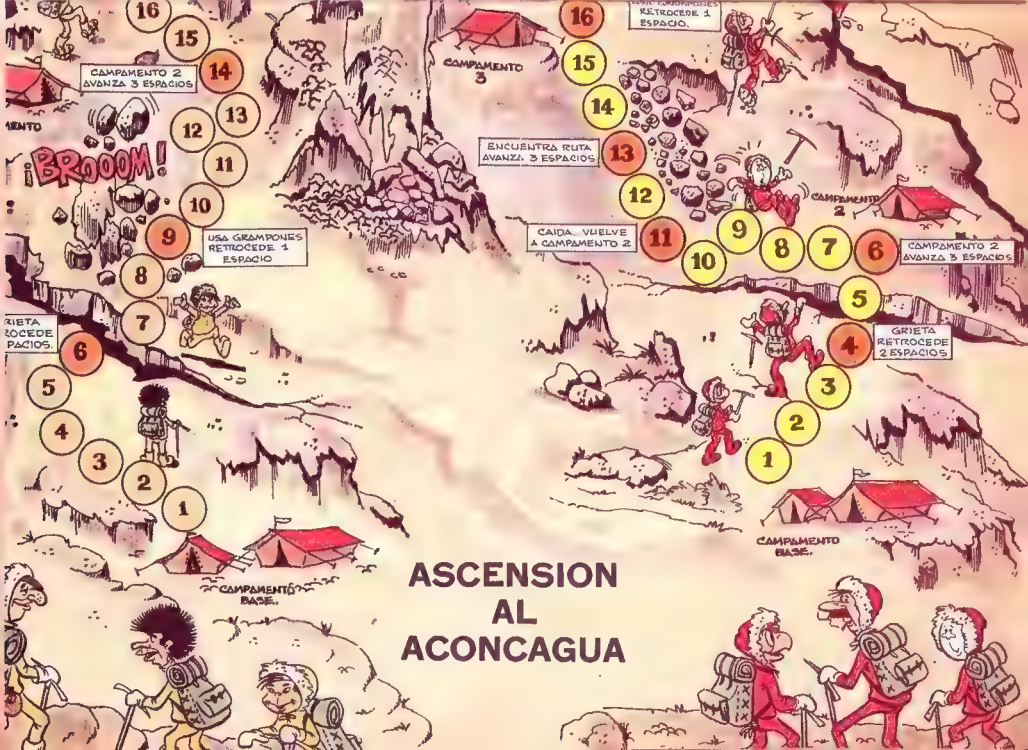 16
15
14
CAMPAMENTO 2
AVANZA 3 ESPACIOS
13
12
11
¡BROOOM!
10
9
USA GRAMPONES
RETROCEDE 1
ESPACIO
8
7
6
5
4
3
2
1
CAMPAMENTO
BASE.
16
RETROCEDE 1
ESPACIO.
CAMPAMENTO
3
15
14
ENCUENTRA RUTA
AVANZA 3 ESPACIOS
13
12
CAIDA. VUELVE
A CAMPAMENTO 2
11
10
9
8
7
6
CAMPAMENTO
2
CAMPAMENTO 2
AVANZA 3 ESPACIOS
5
4
GRIETA
RETROCEDE
2 ESPACIOS
3
2
1
CAMPAMENTO
BASE.
ASCENSION
AL
ACONCAGUA